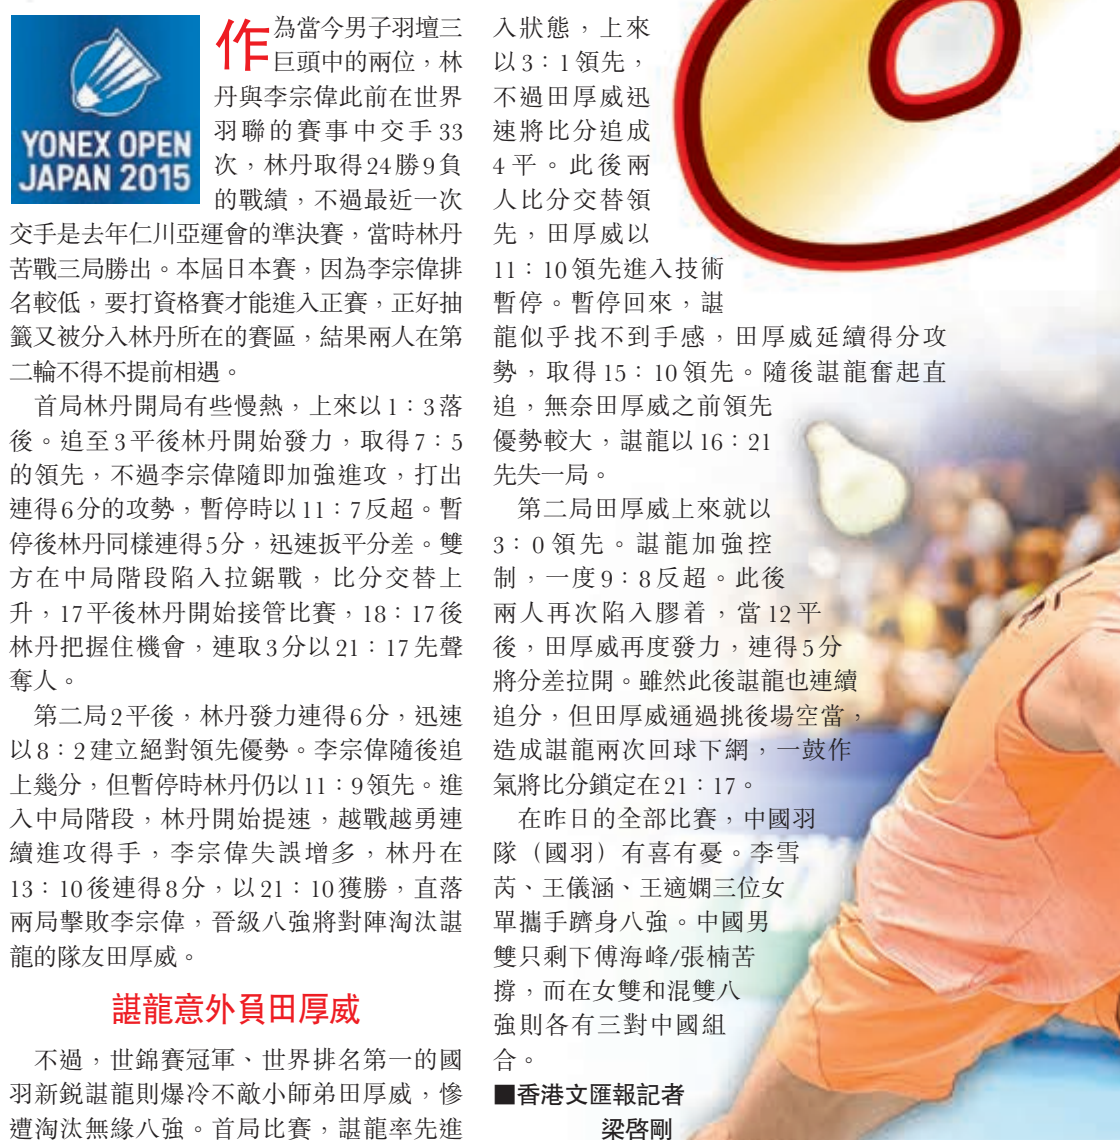 YONEX OPEN
JAPAN 2015
作為當今男子羽壇三
巨頭中的兩位，林
丹與李宗偉此前在世界
羽聯的賽事中交手33
次，林丹取得24勝9負
的戰績，不過最近一次
交手是去年仁川亞運會的準決賽，當時林丹
苦戰三局勝出。本屆日本賽，因為李宗偉排
名較低，要打資格賽才能進入正賽，正好抽
籤又被分入林丹所在的賽區，結果兩人在第
二輪不得不提前相遇。
首局林丹開局有些慢熱，上來以1：3落
後。追至3平後林丹開始發力，取得7：5
的領先，不過李宗偉隨即加強進攻，打出
連得6分的攻勢，暫停時以11：7反超。暫
停後林丹同樣連得5分，迅速扳平分差。雙
方在中局階段陷入拉鋸戰，比分交替上
升，17平後林丹開始接管比賽，18：17後
林丹把握住機會，連取3分以21：17先聲
奪人。
第二局2平後，林丹發力連得6分，迅速
以8：2建立絕對領先優勢。李宗偉隨後追
上幾分，但暫停時林丹仍以11：9領先。進
入中局階段，林丹開始提速，越戰越勇連
續進攻得手，李宗偉失誤增多，林丹在
13：10後連得8分，以21：10獲勝，直落
兩局擊敗李宗偉，晉級八強將對陣淘汰諶
龍的隊友田厚威。
諶龍意外負田厚威
不過，世錦賽冠軍、世界排名第一的國
羽新銳諶龍則爆冷不敵小師弟田厚威，慘
遭淘汰無緣八強。首局比賽，諶龍率先進
入狀態，上來
以3：1領先，
不過田厚威迅
速將比分追成
4平。此後兩
人比分交替領
先，田厚威以
11：10領先進入技術
暫停。暫停回來，諶
龍似乎找不到手感，田厚威延續得分攻
勢，取得15：10領先。隨後諶龍奮起直
追，無奈田厚威之前領先
優勢較大，諶龍以16：21
先失一局。
第二局田厚威上來就以
3：0領先。諶龍加強控
制，一度9：8反超。此後
兩人再次陷入膠着，當12平
後，田厚威再度發力，連得5分
將分差拉開。雖然此後諶龍也連續
追分，但田厚威通過挑後場空當，
造成諶龍兩次回球下網，一鼓作
氣將比分鎖定在21：17。
在昨日的全部比賽，中國羽
隊（國羽）有喜有憂。李雪
芮、王儀涵、王適嫻三位女
單攜手躋身八強。中國男
雙只剩下傅海峰/張楠苦
撐，而在女雙和混雙八
強則各有三對中國組
合。
■香港文匯報記者
梁啓剛